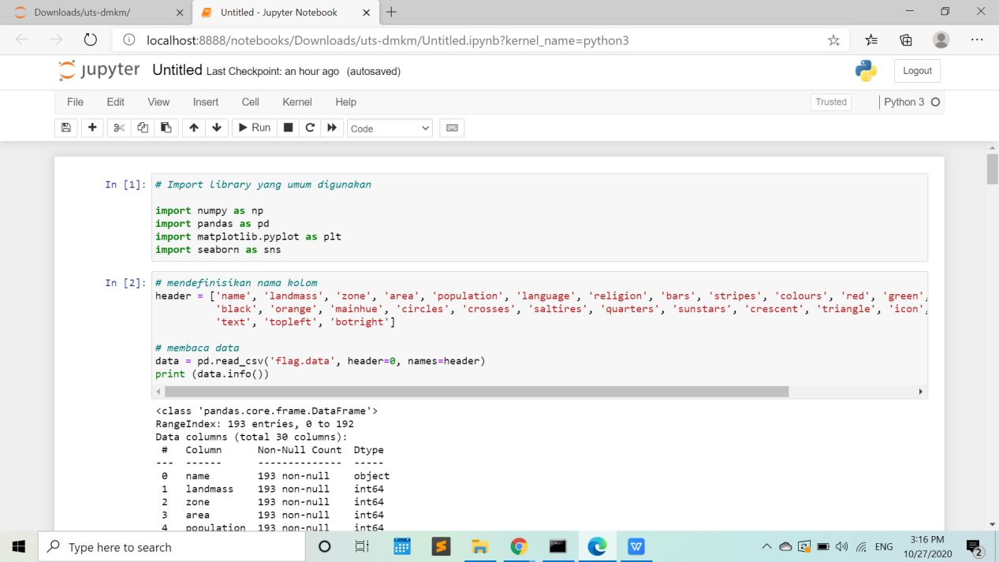 Downloads/uts-dmkm/
Untitled - Jupyter Notebook
localhost:8888/notebooks/Downloads/uts-dmkm/Untitled.ipynb?kernel_name=python3
jupyter Untitled Last Checkpoint: an hour ago (autosaved)
Logout
File Edit View Insert Cell Kernel Help
Trusted
Python 3
Run
Code
In [1]: # Import library yang umum digunakan
import numpy as np
import pandas as pd
import matplotlib.pyplot as plt
import seaborn as sns
In [2]: # mendefinisikan nama kolom
header = ['name', 'landmass', 'zone', 'area', 'population', 'language', 'religion', 'bars', 'stripes', 'colours', 'red', 'green',
'black', 'orange', 'mainhue', 'circles', 'crosses', 'saltires', 'quarters', 'sunstars', 'crescent', 'triangle', 'icon',
'text', 'topleft', 'botright']
# membaca data
data = pd.read_csv('flag.data', header=0, names=header)
print (data.info())
<class 'pandas.core.frame.DataFrame'>
RangeIndex: 193 entries, 0 to 192
Data columns (total 30 columns):
# Column Non-Null Count Dtype
--- ------ -------------- -----
0 name 193 non-null object
1 landmass 193 non-null int64
2 zone 193 non-null int64
3 area 193 non-null int64
4 population 193 non-null int64
Type here to search
ENG
3:16 PM
10/27/2020
2